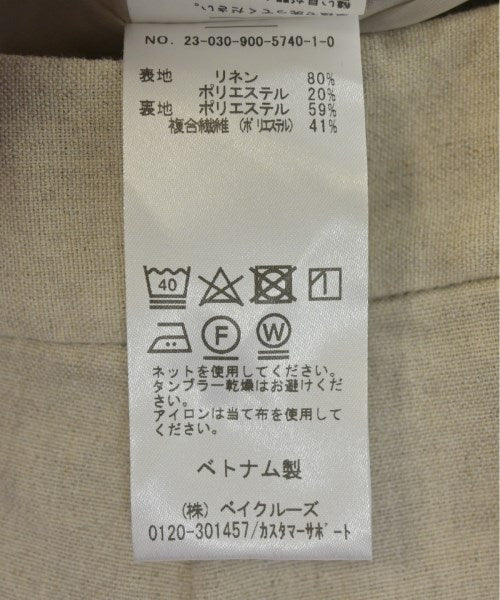 NO. 23-030-900-5740-1-0
表地 リネン 80%
ポリエステル 20%
裏地 ポリエステル 59%
複合繊維 (ポリエステル) 41%
40
F W
ネットを使用してください。
タンブラー乾燥はお避けくだ
さい。
アイロンは当て布を使用して
ください。
ベトナム製
(株) ベイクルーズ
0120-301457/カスタマーサポート